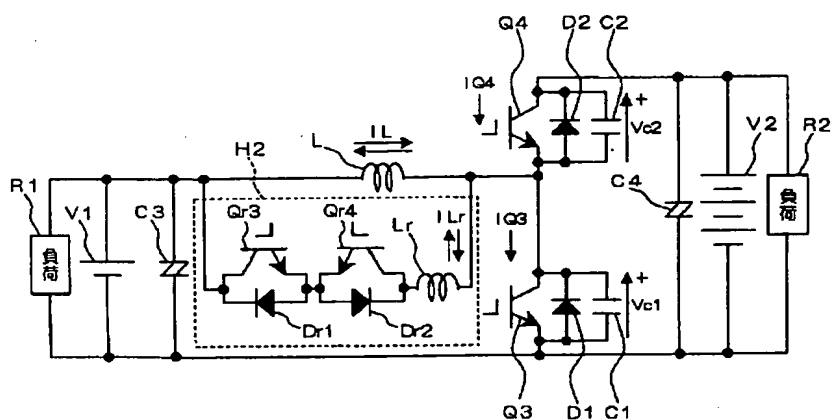 Q4 D2 C2
IQ4
+
Vc2
V2
R2
L
IL
H2
R1
V1
C3
Qr3
Qr4
Lr
ILr
IQ3
C4
負荷
負荷
+
Vc1
Dr1
Dr2
Q3
D1
C1